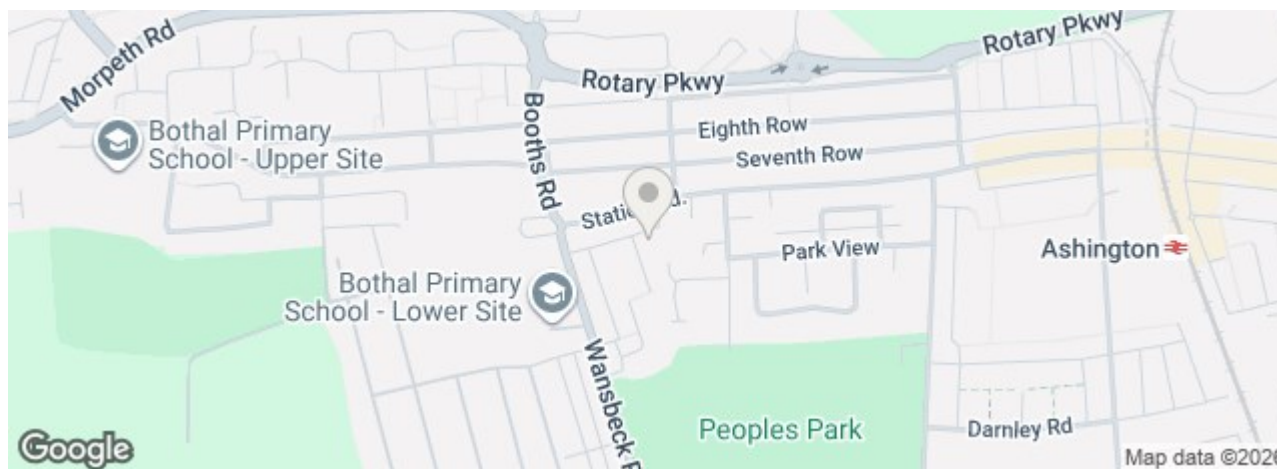 Morpeth Rd
Rotary Pkwy
Rotary Pkwy
Bothal Primary
School - Upper Site
Booths Rd
Eighth Row
Seventh Row
Park View
Ashington
Bothal Primary
School - Lower Site
Wansbeck
Peoples Park
Darnley Rd
Google
Map data ©2026